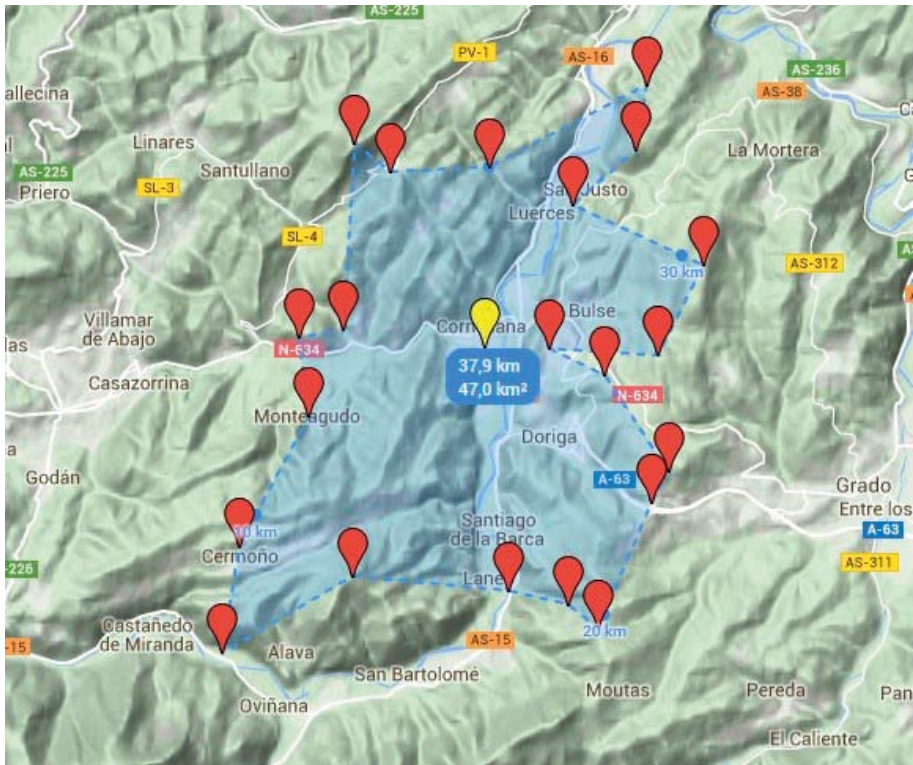 AS-225
PV-1
AS-16
AS-236
AS-38
allecina
Linares
La Mortera
Santullano
AS-225
Priero
SL-3
San Justo
Luerces
SL-4
30 km
AS-312
Villamar
de Abajo
Bulse
N-634
37,9 km
47,0 km²
Casazorrina
N-634
Monteagudo
Doriga
Godán
A-63
Grado
Entre los
A-63
10 km
Santiago
de la Barca
Cermoño
AS-311
-226
Castañedo
de Miranda
20 km
-15
AS-15
Alava
San Bartolomé
Moutas
Pereda
Pan
Oviñana
El Caliente